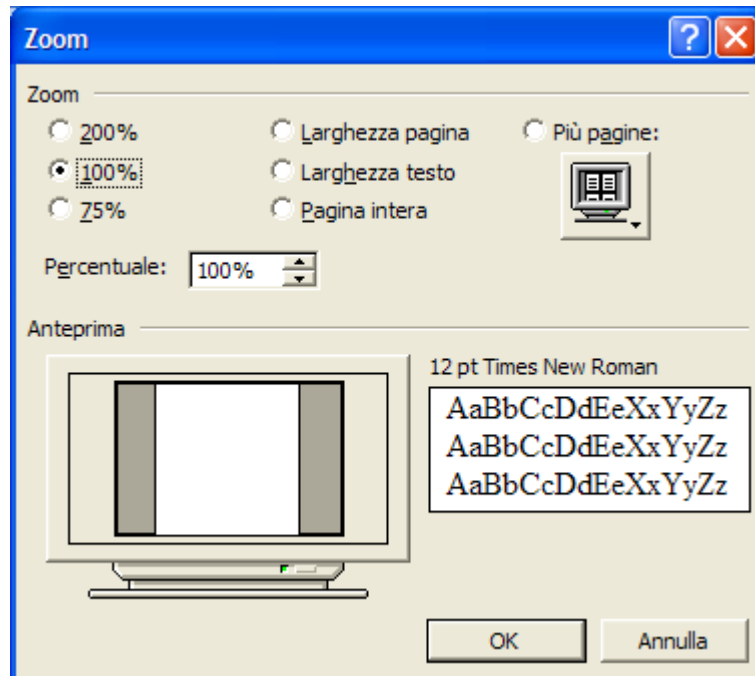 Zoom
Zoom
200% Larghezza pagina Più pagine:
100% Larghezza testo
75% Pagina intera
Percentuale: 100%
Anteprima
12 pt Times New Roman
AaBbCcDdEeXxYyZz
AaBbCcDdEeXxYyZz
AaBbCcDdEeXxYyZz
OK Annulla